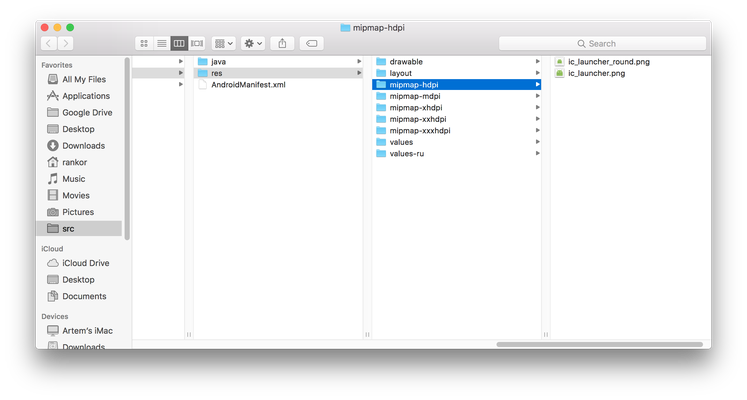 mipmap-hdpi
Search
Favorites
All My Files
Applications
Google Drive
Desktop
Downloads
rankor
Music
Movies
Pictures
src
iCloud
iCloud Drive
Desktop
Documents
Devices
Artem's iMac
Downloads
java
res
AndroidManifest.xml
drawable
layout
mipmap-hdpi
mipmap-mdpi
mipmap-xhdpi
mipmap-xxhdpi
mipmap-xxxhdpi
values
values-ru
ic_launcher_round.png
ic_launcher.png